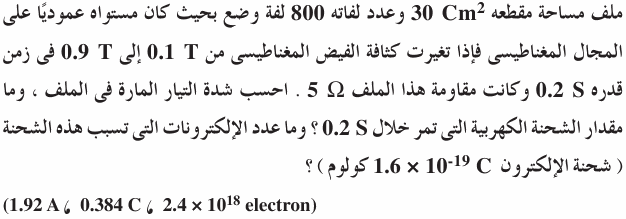 ملف مساحة مقطعه 30 Cm² وعدد لفاته 800 لفة وضع بحيث كان مستواه عموديًا على
المجال المغناطيسى فإذا تغيرت كثافة الفيض المغناطيسى من 0.1 T إلى 0.9 T فى زمن
قدره 0.2 S وكانت مقاومة هذا الملف 5 Ω . احسب شدة التيار المارة فى الملف ، وما
مقدار الشحنة الكهربية التى تمر خلال 0.2 S ؟ وما عدد الإلكترونات التى تسبب هذه الشحنة
( شحنة الإلكترون 1.6 × 10⁻¹⁹ C كولوم ) ؟
(1.92 A ، 0.384 C ، 2.4 × 10¹⁸ electron)